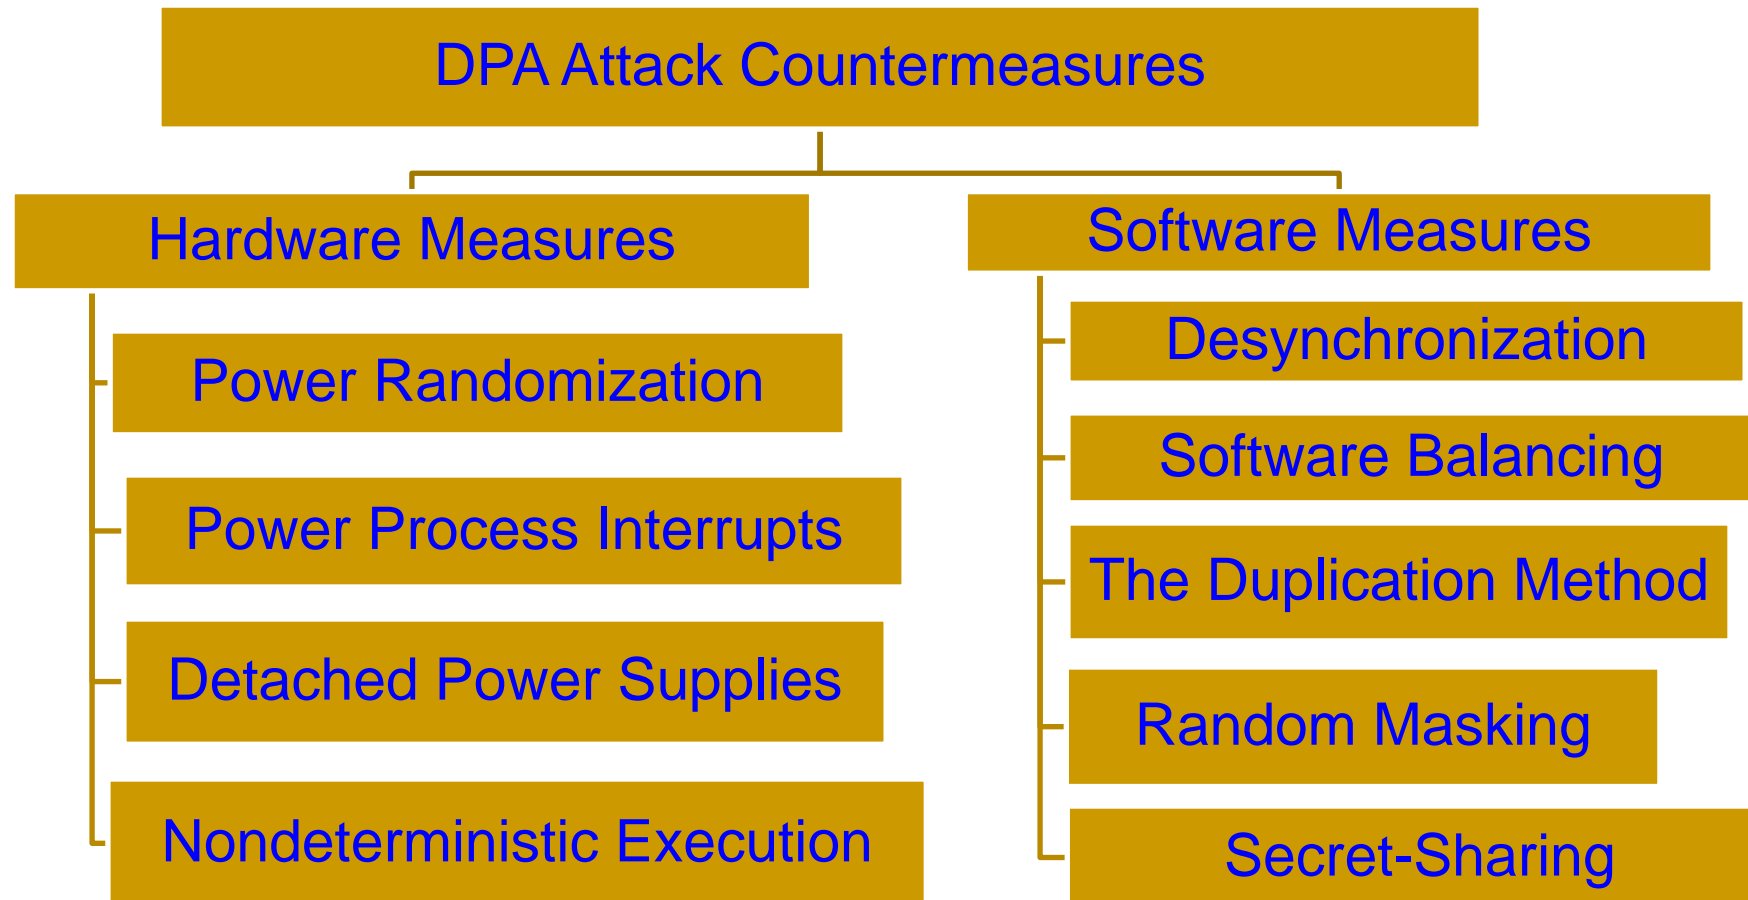 DPA Attack Countermeasures
Hardware Measures
Power Randomization
Power Process Interrupts
Detached Power Supplies
Nondeterministic Execution
Software Measures
Desynchronization
Software Balancing
The Duplication Method
Random Masking
Secret-Sharing